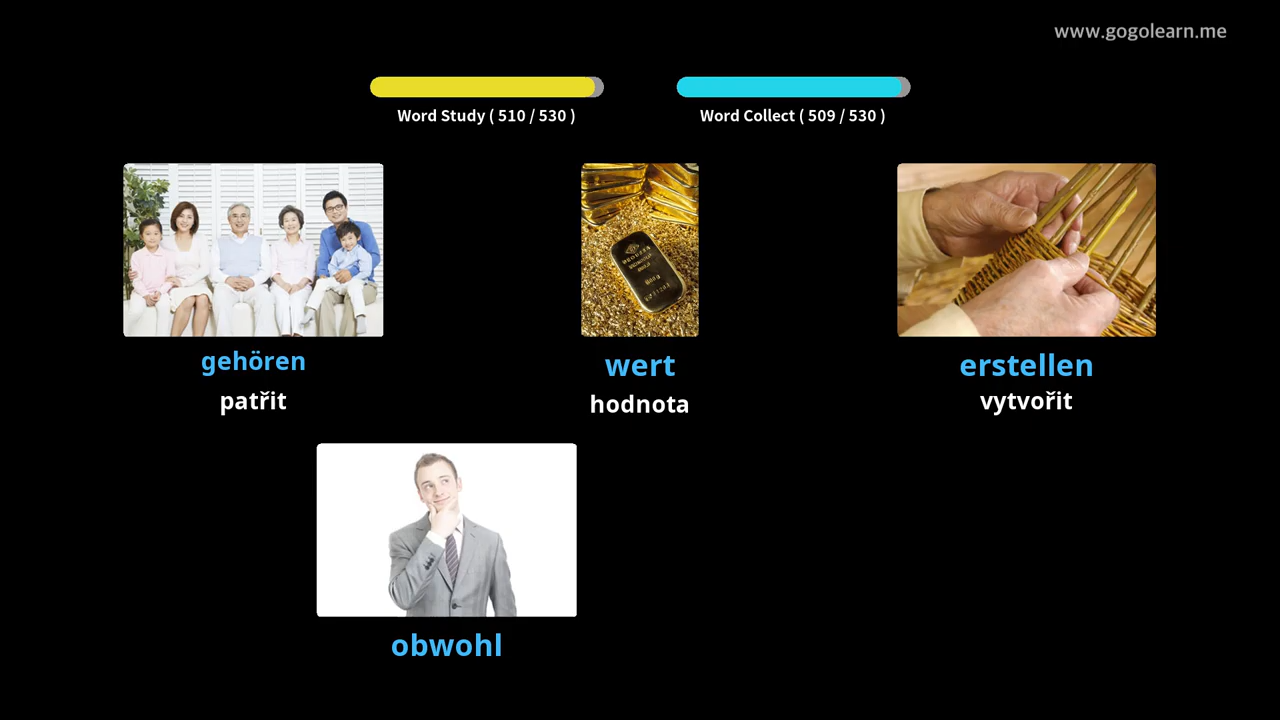 www.gogolearn.me
Word Study ( 510 / 530 )
Word Collect ( 509 / 530 )
gehören
patřit
wert
hodnota
erstellen
vytvořit
obwohl